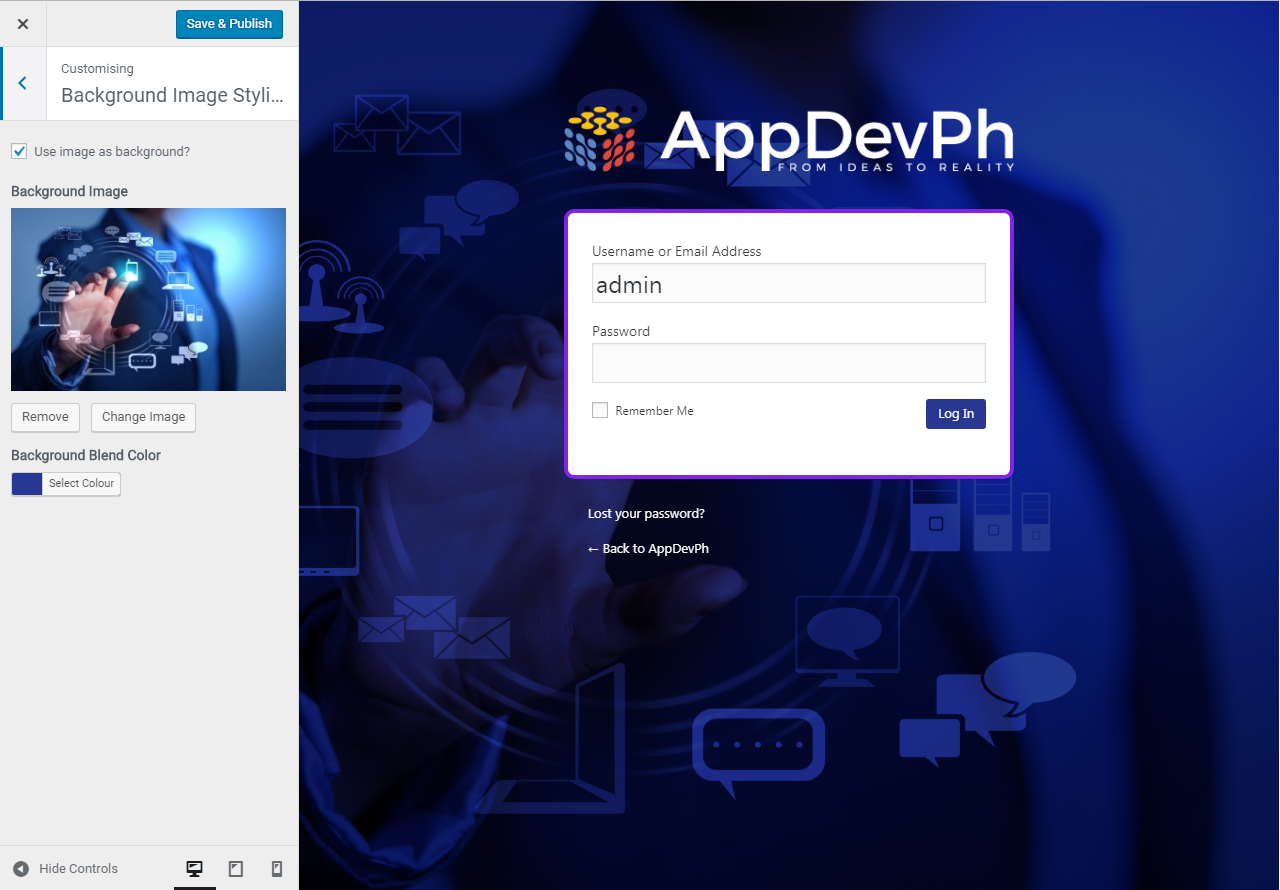 Save & Publish
Customising
Background Image Styli...
Use image as background?
Background Image
Remove
Change Image
Background Blend Color
Select Colour
Hide Controls
AppDevPh
FROM IDEAS TO REALITY
Username or Email Address
admin
Password
Remember Me
Log In
Lost your password?
← Back to AppDevPh